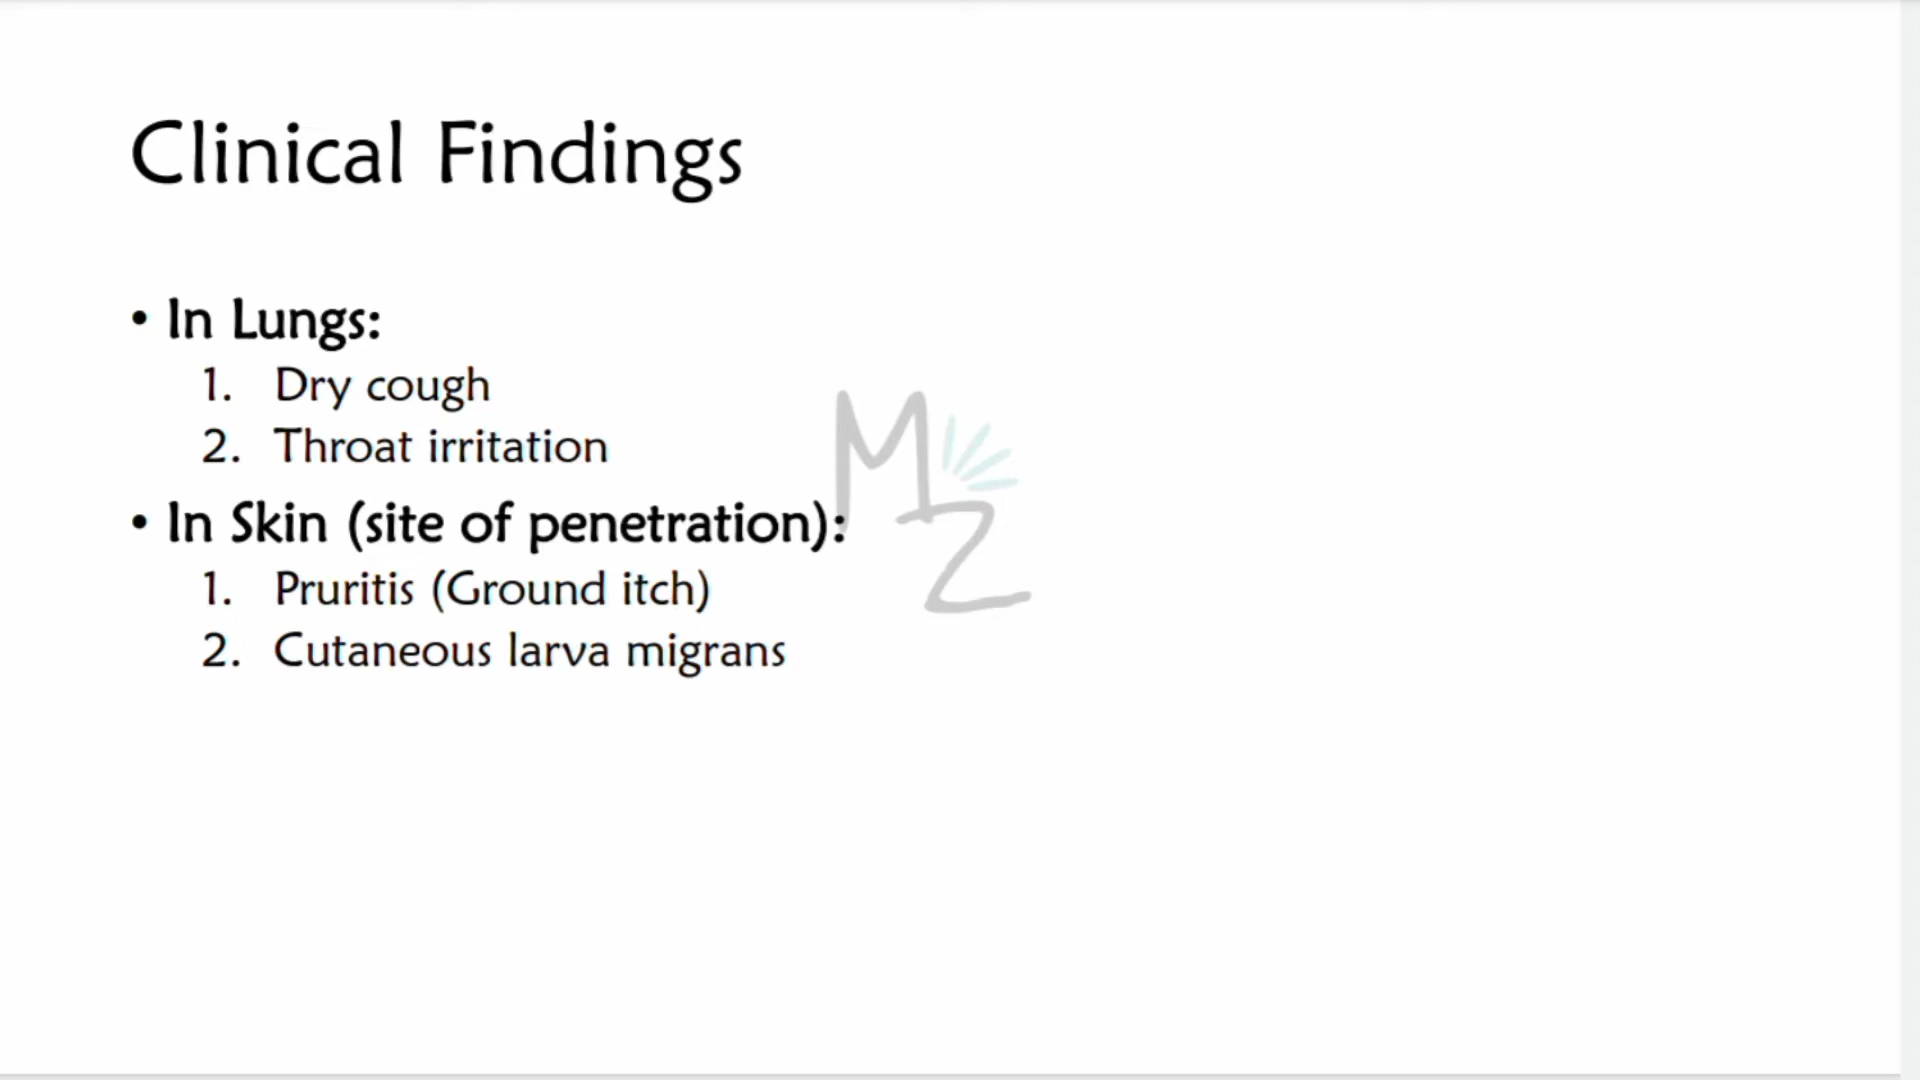 Clinical Findings
• In Lungs:
1. Dry cough
2. Throat irritation
• In Skin (site of penetration):
1. Pruritis (Ground itch)
2. Cutaneous larva migrans
MZ